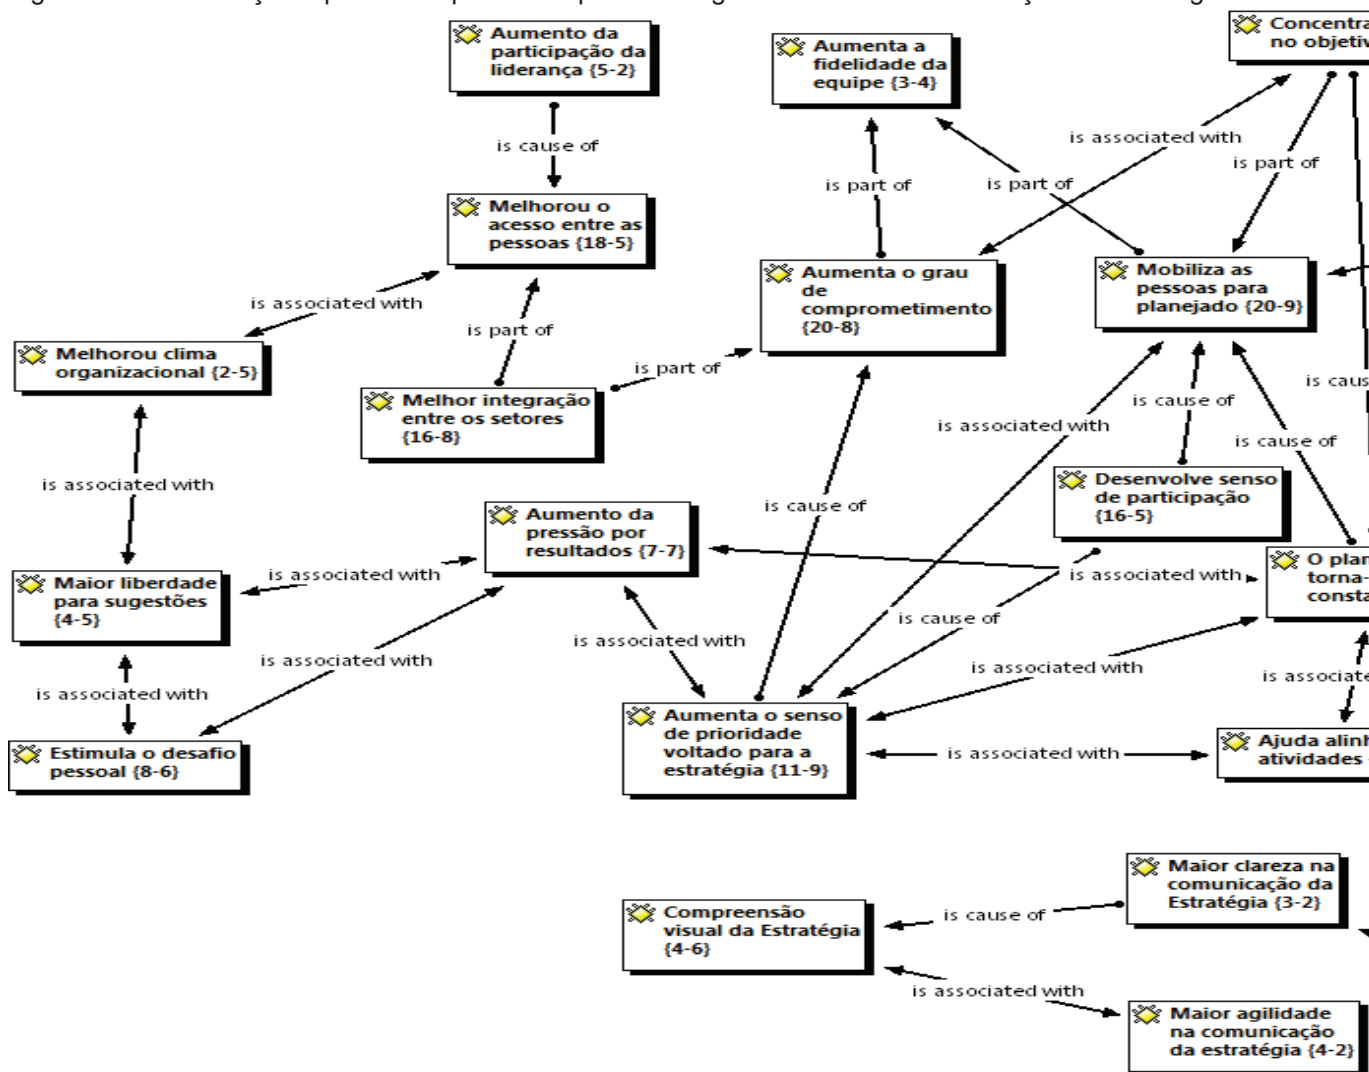 Aumento da
participação da
liderança {5-2}
Aumenta a
fidelidade da
equipe {3-4}
no objetiv
is cause of
is associated with
is part of
is part of
is part of
Melhorou o
acesso entre as
pessoas {18-5}
Aumenta o grau
de
comprometimento
{20-8}
Mobiliza as
pessoas para
planejado {20-9}
is associated with
is part of
Melhorou clima
organizacional {2-5}
is part of
Melhor integração
entre os setores
{16-8}
is caus
is cause of
is associated with
is cause of
is associated with
Desenvolve senso
de participação
{16-5}
is cause of
Aumento da
pressão por
resultados {7-7}
O plan
torna-
consta
Maior liberdade
para sugestões
{4-5}
is associated with
is associated with
is cause of
is associated with
is associated with
is associated with
is associate
is associated with
Estimula o desafio
pessoal {8-6}
Aumenta o senso
de prioridade
voltado para a
estratégia {11-9}
is associated with
Ajuda alinh
atividades
Maior clareza na
comunicação da
Estratégia {3-2}
Compreensão
visual da Estratégia
{4-6}
is cause of
is associated with
Maior agilidade
na comunicação
da estratégia {4-2}